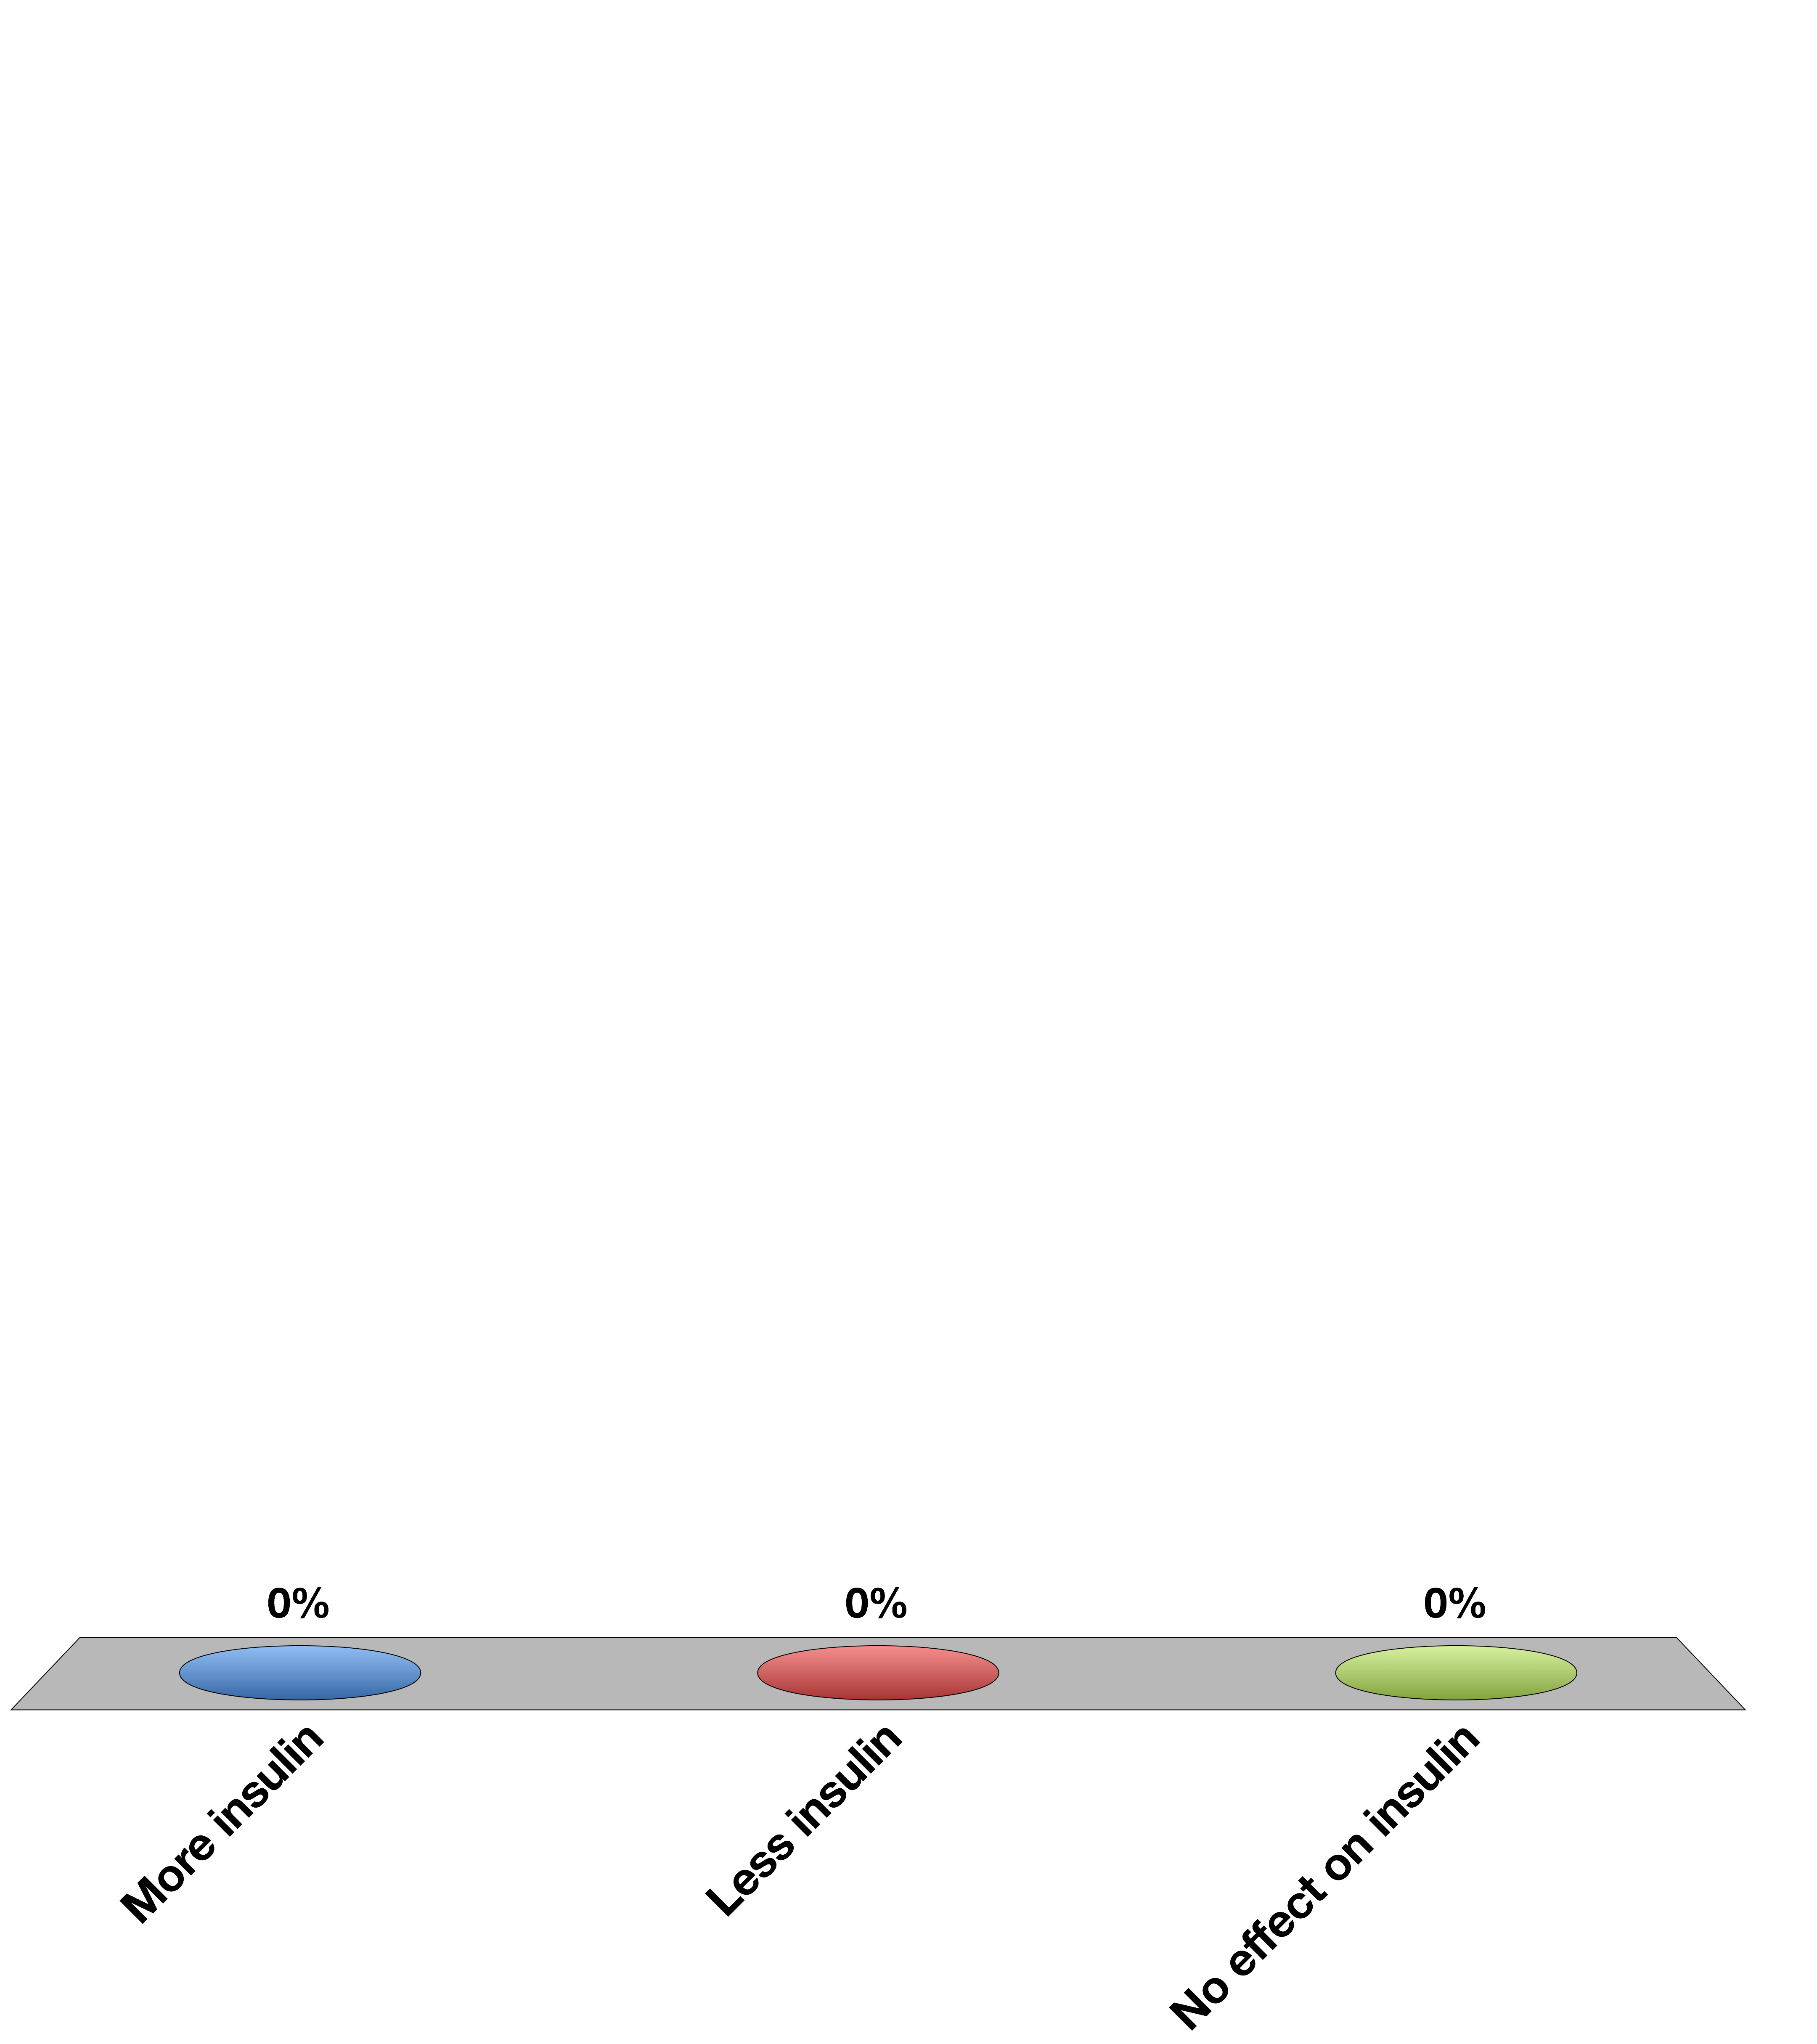 0%
0%
0%
More insulin
Less insulin
No effect on insulin